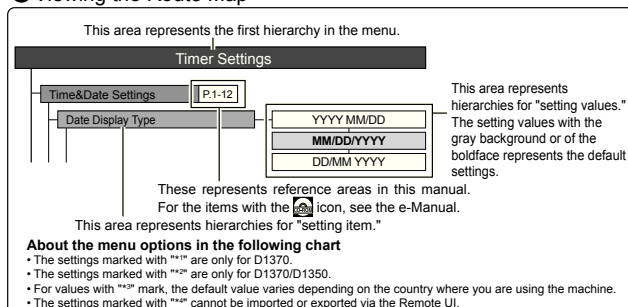 Viewing the Route Map
This area represents the first hierarchy in the menu.
Timer Settings
Time&Date Settings P.1-12
Date Display Type
YYYY MM/DD
MM/DD/YYYY
DD/MM YYYY
This area represents
hierarchies for "setting values."
The setting values with the
gray background or of the
boldface represents the default
settings.
These represents reference areas in this manual.
For the items with the icon, see the e-Manual.
This area represents hierarchies for "setting item."
About the menu options in the following chart
• The settings marked with "*1" are only for D1370.
• The settings marked with "*2" are only for D1370/D1350.
• For values with "*3" mark, the default value varies depending on the country where you are using the machine.
• The settings marked with "*4" cannot be imported or exported via the Remote UI.